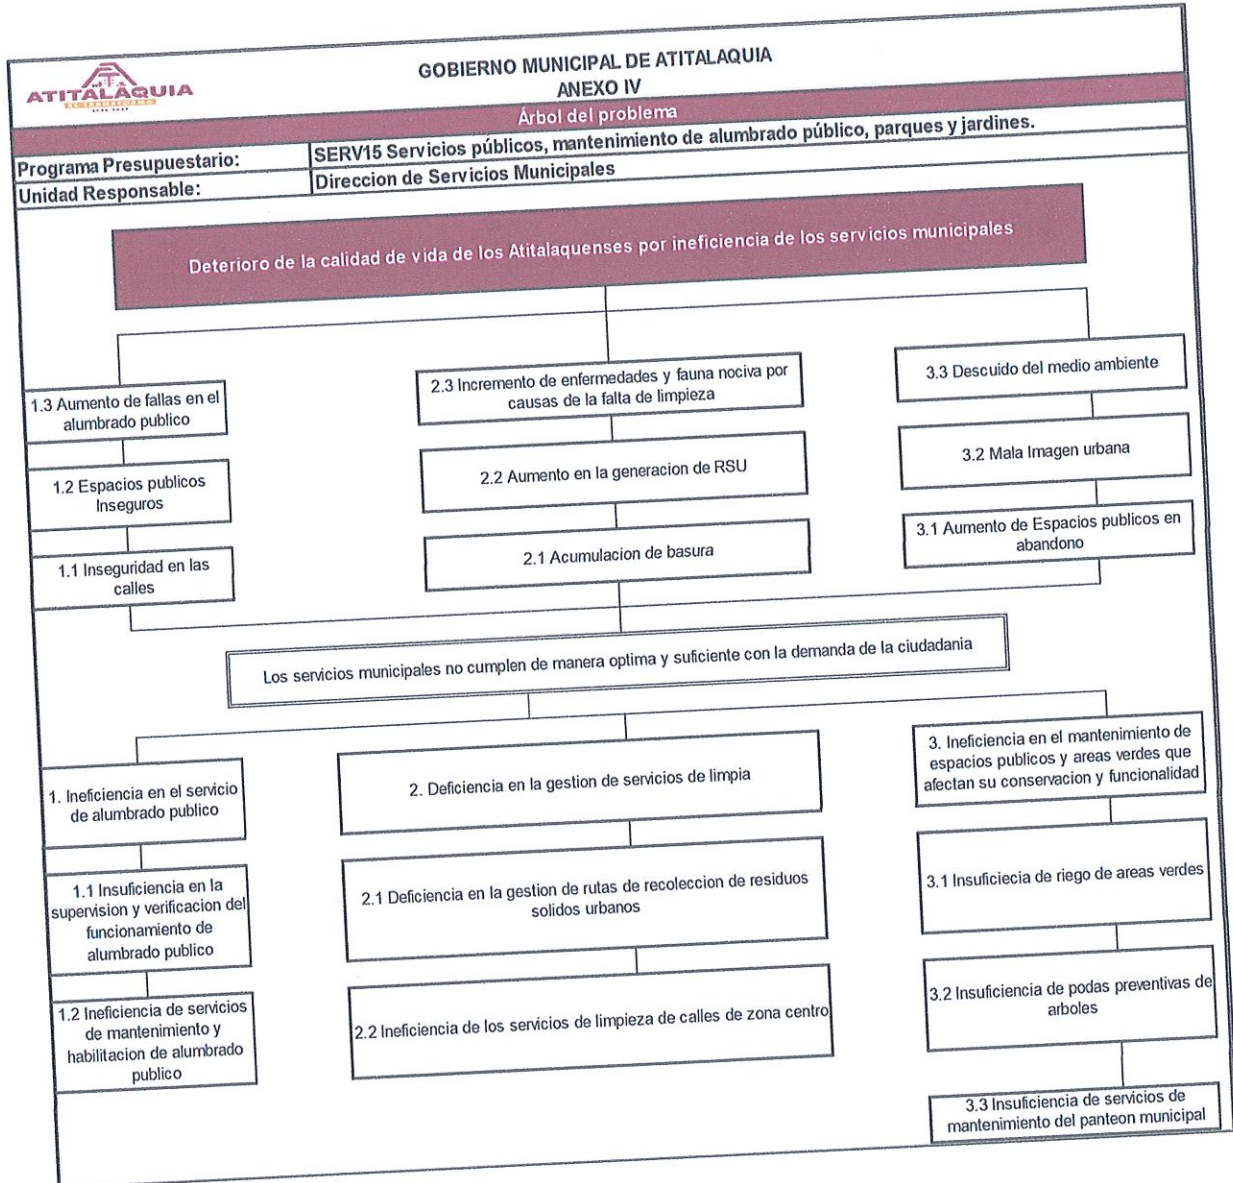 ATITALAQUIA
SE TRANSFORMA
GOBIERNO MUNICIPAL DE ATITALAQUIA
ANEXO IV
Árbol del problema
Programa Presupuestario:
SERV15 Servicios públicos, mantenimiento de alumbrado público, parques y jardines.
Unidad Responsable:
Direccion de Servicios Municipales
Deterioro de la calidad de vida de los Atitalaquenses por ineficiencia de los servicios municipales
1.3 Aumento de fallas en el
alumbrado publico
2.3 Incremento de enfermedades y fauna nociva por
causas de la falta de limpieza
3.3 Descuido del medio ambiente
1.2 Espacios publicos
Inseguros
2.2 Aumento en la generacion de RSU
3.2 Mala Imagen urbana
1.1 Inseguridad en las
calles
2.1 Acumulacion de basura
3.1 Aumento de Espacios publicos en
abandono
Los servicios municipales no cumplen de manera optima y suficiente con la demanda de la ciudadania
1. Ineficiencia en el servicio
de alumbrado publico
2. Deficiencia en la gestion de servicios de limpia
3. Ineficiencia en el mantenimiento de
espacios publicos y areas verdes que
afectan su conservacion y funcionalidad
1.1 Insuficiencia en la
supervision y verificacion del
funcionamiento de
alumbrado publico
2.1 Deficiencia en la gestion de rutas de recoleccion de residuos
solidos urbanos
3.1 Insuficiecia de riego de areas verdes
1.2 Ineficiencia de servicios
de mantenimiento y
habilitacion de alumbrado
publico
2.2 Ineficiencia de los servicios de limpieza de calles de zona centro
3.2 Insuficiencia de podas preventivas de
arboles
3.3 Insuficiencia de servicios de
mantenimiento del panteon municipal